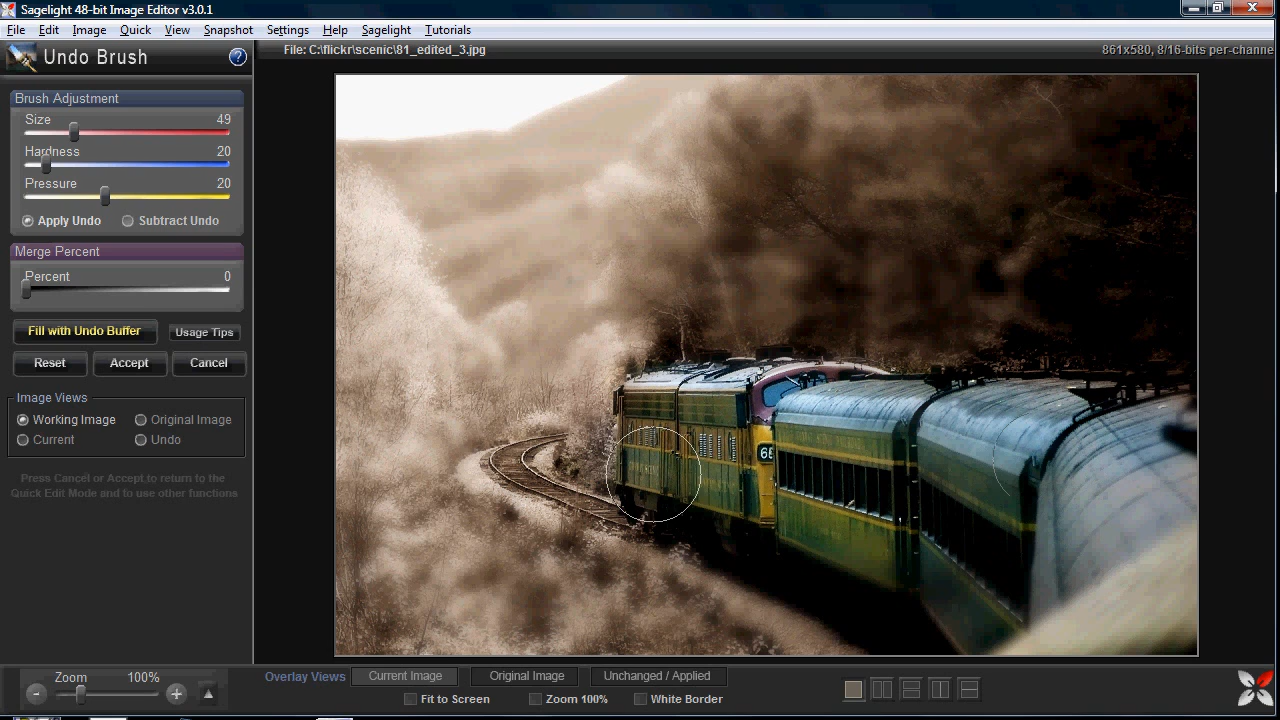 Sagelight 48-bit Image Editor v3.0.1
File Edit Image Quick View Snapshot Settings Help Sagelight Tutorials
Undo Brush ?
File: C:\flickr\scenic\81_edited_3.jpg
861x580, 8/16-bits per-channe
Brush Adjustment
Size 49
Hardness 20
Pressure 20
Apply Undo Subtract Undo
Merge Percent
Percent 0
Fill with Undo Buffer Usage Tips
Reset Accept Cancel
Image Views
Working Image Original Image
Current Undo
Press Cancel or Accept to return to the
Quick Edit Mode and to use other functions
Zoom 100%
Overlay Views Current Image Original Image Unchanged / Applied
Fit to Screen Zoom 100% White Border